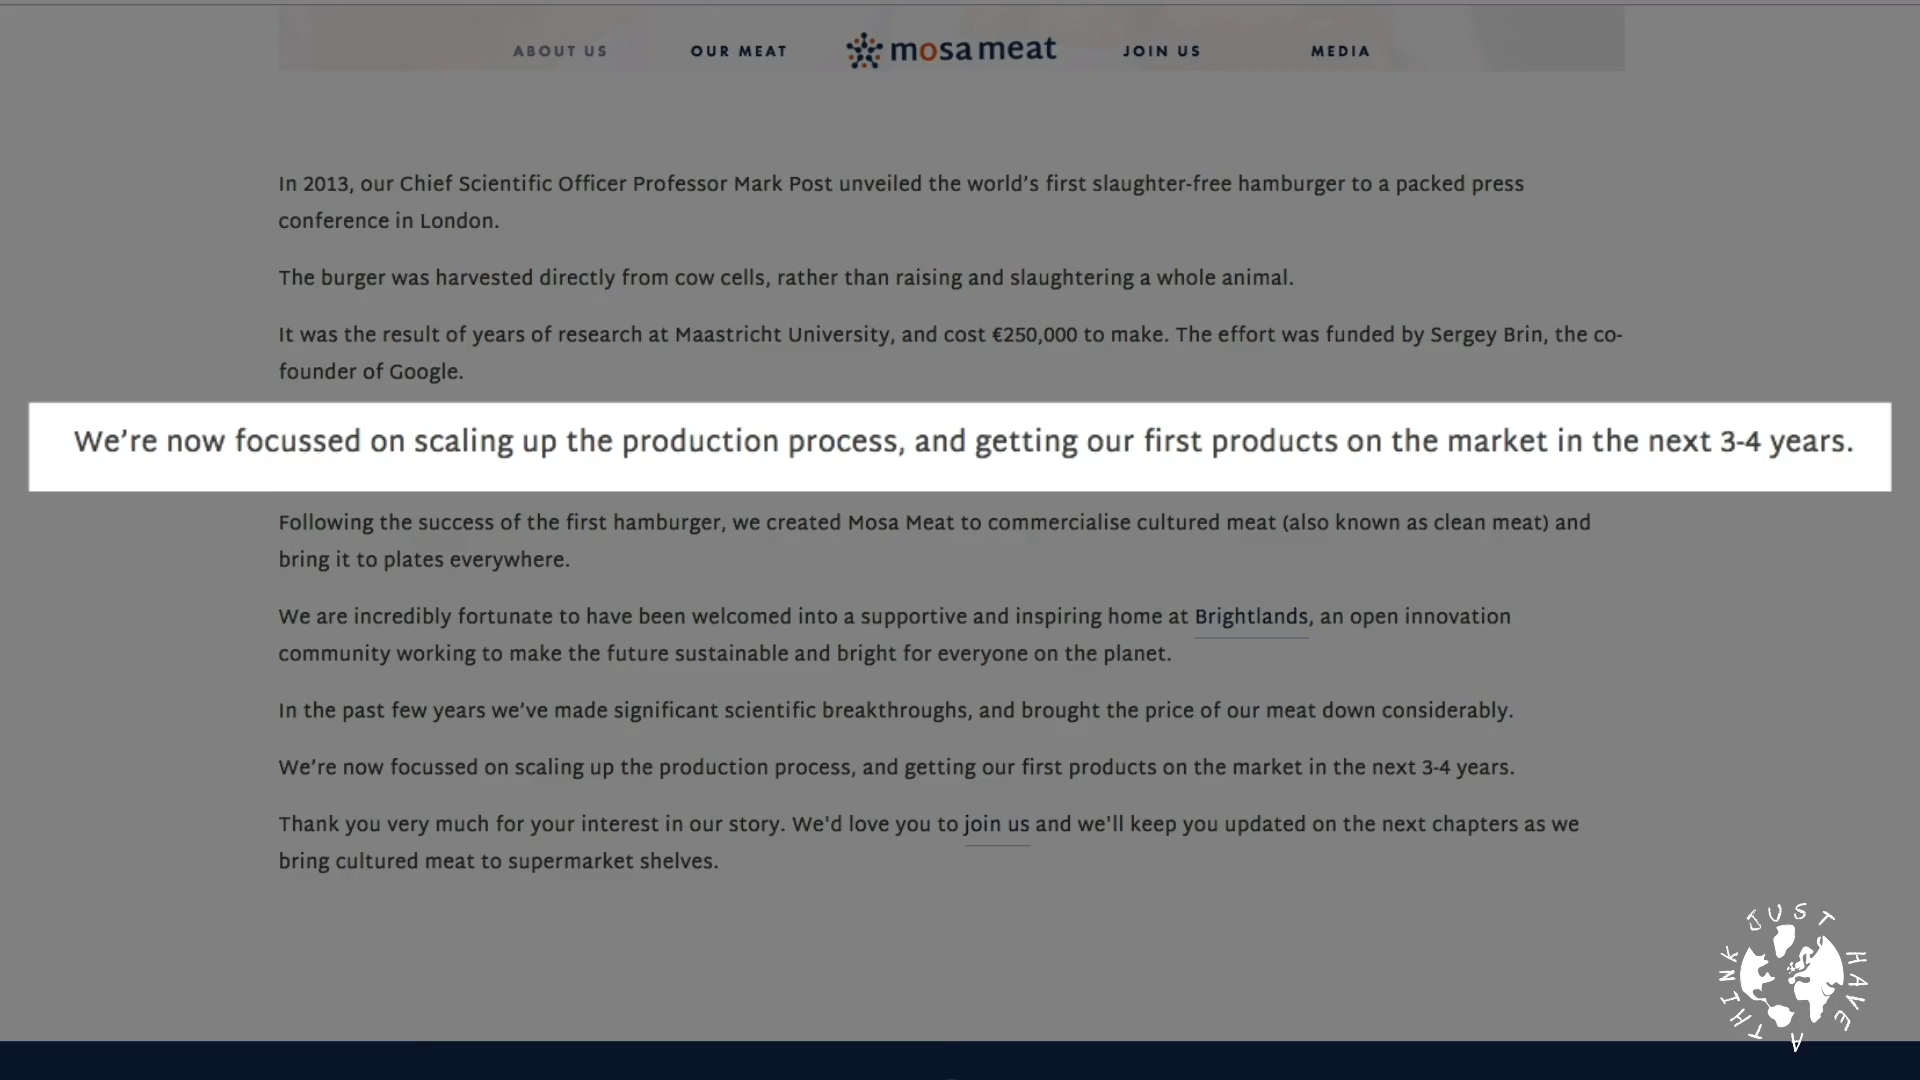 ABOUT US OUR MEAT mosa meat JOIN US MEDIA
In 2013, our Chief Scientific Officer Professor Mark Post unveiled the world’s first slaughter-free hamburger to a packed press
conference in London.
The burger was harvested directly from cow cells, rather than raising and slaughtering a whole animal.
It was the result of years of research at Maastricht University, and cost €250,000 to make. The effort was funded by Sergey Brin, the co-
founder of Google.
We’re now focussed on scaling up the production process, and getting our first products on the market in the next 3-4 years.
Following the success of the first hamburger, we created Mosa Meat to commercialise cultured meat (also known as clean meat) and
bring it to plates everywhere.
We are incredibly fortunate to have been welcomed into a supportive and inspiring home at Brightlands, an open innovation
community working to make the future sustainable and bright for everyone on the planet.
In the past few years we’ve made significant scientific breakthroughs, and brought the price of our meat down considerably.
We’re now focussed on scaling up the production process, and getting our first products on the market in the next 3-4 years.
Thank you very much for your interest in our story. We'd love you to join us and we'll keep you updated on the next chapters as we
bring cultured meat to supermarket shelves.
JUST HAVE A THINK